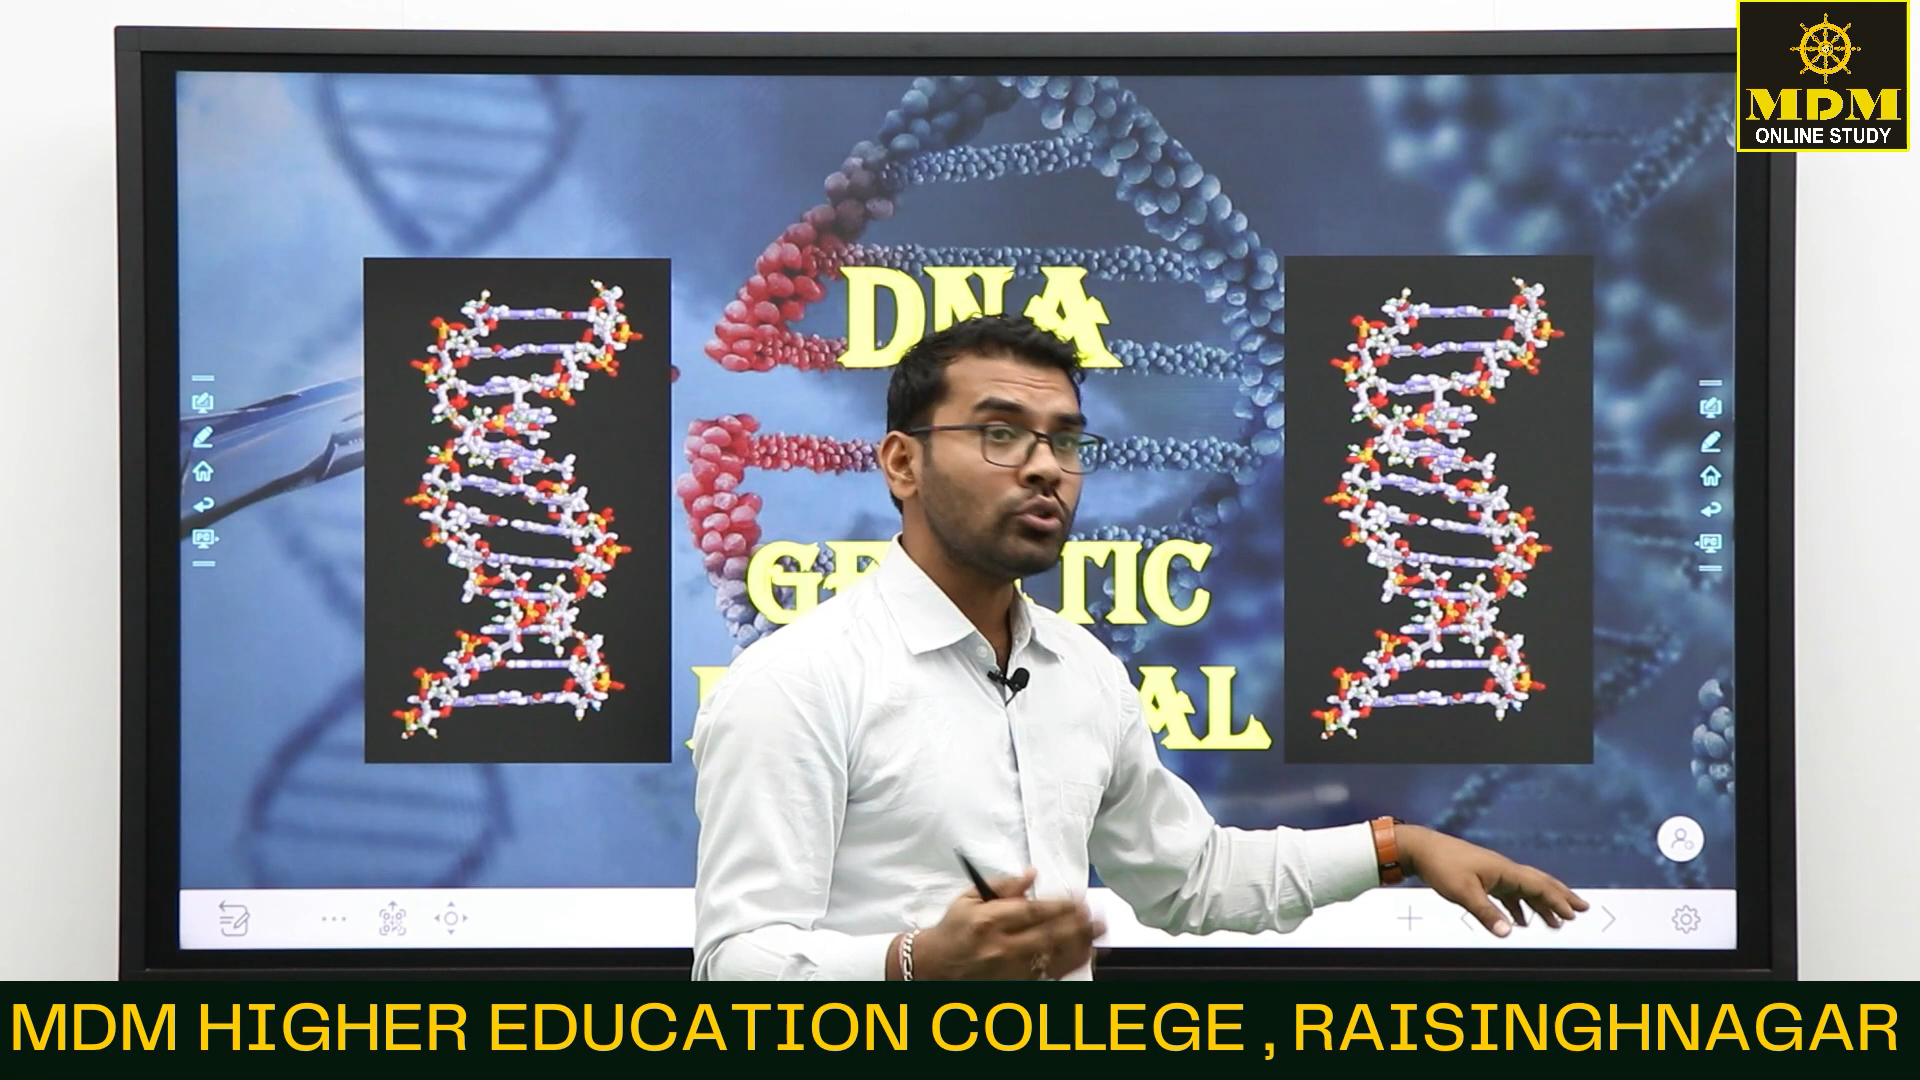 MDM
ONLINE STUDY
DNA
MDM HIGHER EDUCATION COLLEGE , RAISINGHNAGAR